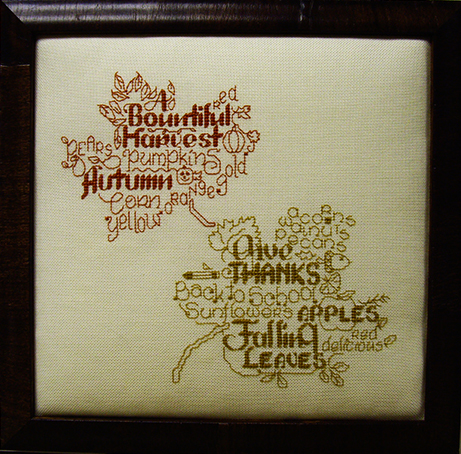 A
Bountiful
red
Harvest
PEARS
Pumpkins
gold
Autumn
orange
Corn
Yellow
acorns
walnuts
pecans
Give
THANKS
Back to School
Sunflowers
APPLES
Falling
red
delicious
LEAVES